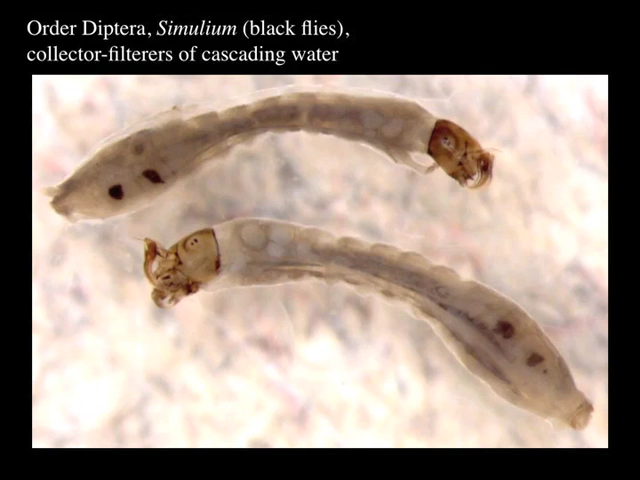 Order Diptera, Simulium (black flies),
collector-filterers of cascading water